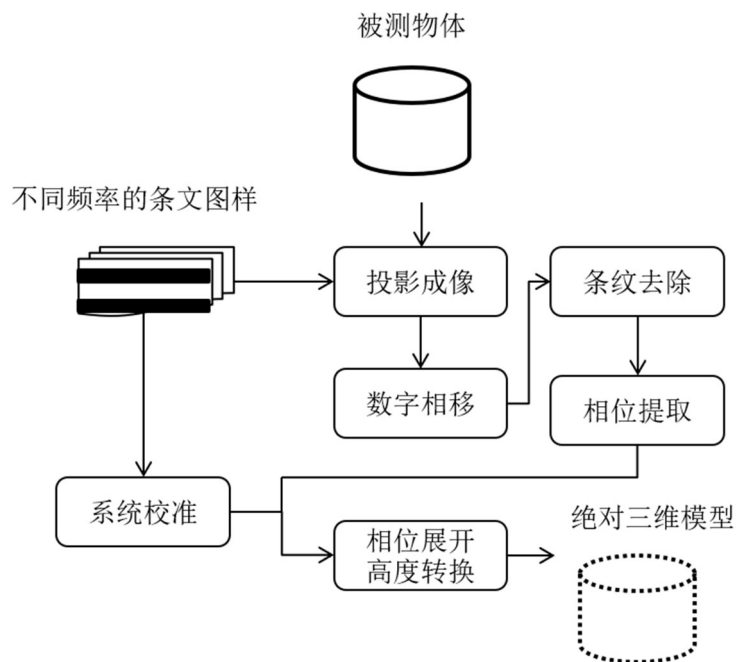 被测物体
不同频率的条文图样
投影成像
条纹去除
数字相移
相位提取
系统校准
绝对三维模型
相位展开
高度转换